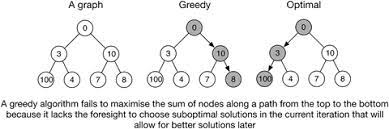 A graph Greedy Optimal
0 0 0
3 10 3 10 3 10
100 4 7 8 100 4 7 8 100 4 7 8
A greedy algorithm fails to maximise the sum of nodes along a path from the top to the bottom
because it lacks the foresight to choose suboptimal solutions in the current iteration that will
allow for better solutions later